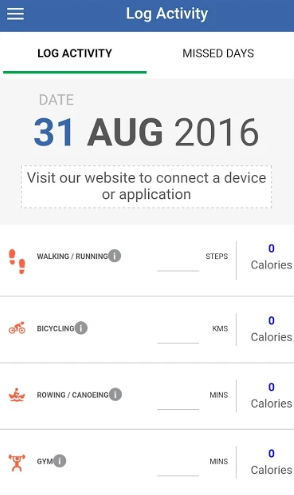 Log Activity
LOG ACTIVITY
MISSED DAYS
DATE
31 AUG 2016
Visit our website to connect a device
or application
WALKING / RUNNING i
STEPS
0
Calories
BICYCLING i
KMS
0
Calories
ROWING / CANOEING i
MINS
0
Calories
GYM i
MINS
0
Calories